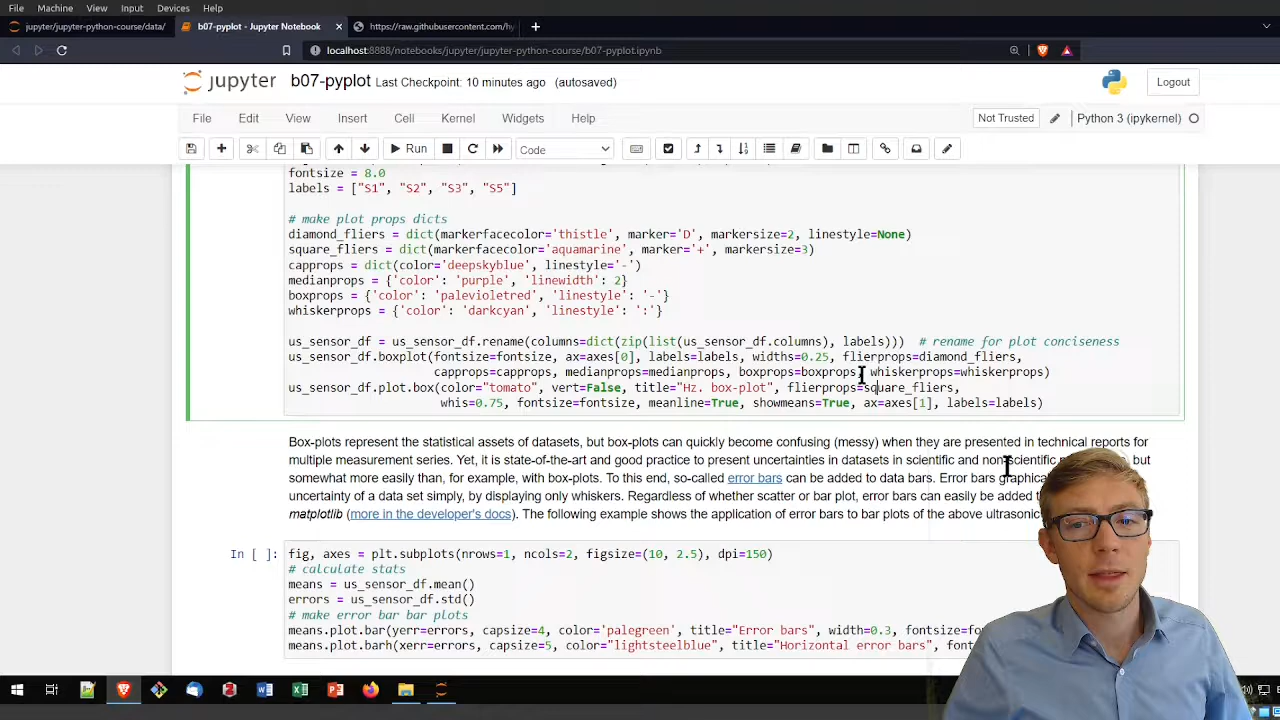 File Machine View Input Devices Help
jupyter/jupyter-python-course/data/ b07-pyplot - Jupyter Notebook https://raw.githubusercontent.com/hy
localhost:8888/notebooks/jupyter/jupyter-python-course/b07-pyplot.ipynb
jupyter b07-pyplot Last Checkpoint: 10 minutes ago (autosaved) Logout
File Edit View Insert Cell Kernel Widgets Help Not Trusted Python 3 (ipykernel)
Run Code
fontsize = 8.0
labels = ["S1", "S2", "S3", "S5"]
# make plot props dicts
diamond_fliers = dict(markerfacecolor='thistle', marker='D', markersize=2, linestyle=None)
square_fliers = dict(markerfacecolor='aquamarine', marker='+', markersize=3)
capprops = dict(color='deepskyblue', linestyle='-')
medianprops = {'color': 'purple', 'linewidth': 2}
boxprops = {'color': 'palevioletred', 'linestyle': '-'}
whiskerprops = {'color': 'darkcyan', 'linestyle': ':'}
us_sensor_df = us_sensor_df.rename(columns=dict(zip(list(us_sensor_df.columns), labels))) # rename for plot conciseness
us_sensor_df.boxplot(fontsize=fontsize, ax=axes[0], labels=labels, widths=0.25, flierprops=diamond_fliers,
capprops=capprops, medianprops=medianprops, boxprops=boxprops, whiskerprops=whiskerprops)
us_sensor_df.plot.box(color="tomato", vert=False, title="Hz. box-plot", flierprops=square_fliers,
whis=0.75, fontsize=fontsize, meanline=True, showmeans=True, ax=axes[1], labels=labels)
Box-plots represent the statistical assets of datasets, but box-plots can quickly become confusing (messy) when they are presented in technical reports for
multiple measurement series. Yet, it is state-of-the-art and good practice to present uncertainties in datasets in scientific and non-scientific but
somewhat more easily than, for example, with box-plots. To this end, so-called error bars can be added to data bars. Error bars
uncertainty of a data set simply, by displaying only whiskers. Regardless of whether scatter or bar plot, error bars can easily be added
matplotlib (more in the developer's docs). The following example shows the application of error bars to bar plots of the above
In [ ]: fig, axes = plt.subplots(nrows=1, ncols=2, figsize=(10, 2.5), dpi=150)
# calculate stats
means = us_sensor_df.mean()
errors = us_sensor_df.std()
# make error bar bar plots
means.plot.bar(yerr=errors, capsize=4, color='palegreen', title="Error bars", width=0.3,
means.plot.barh(xerr=errors, capsize=5, color="lightsteelblue", title="Horizontal error bars",